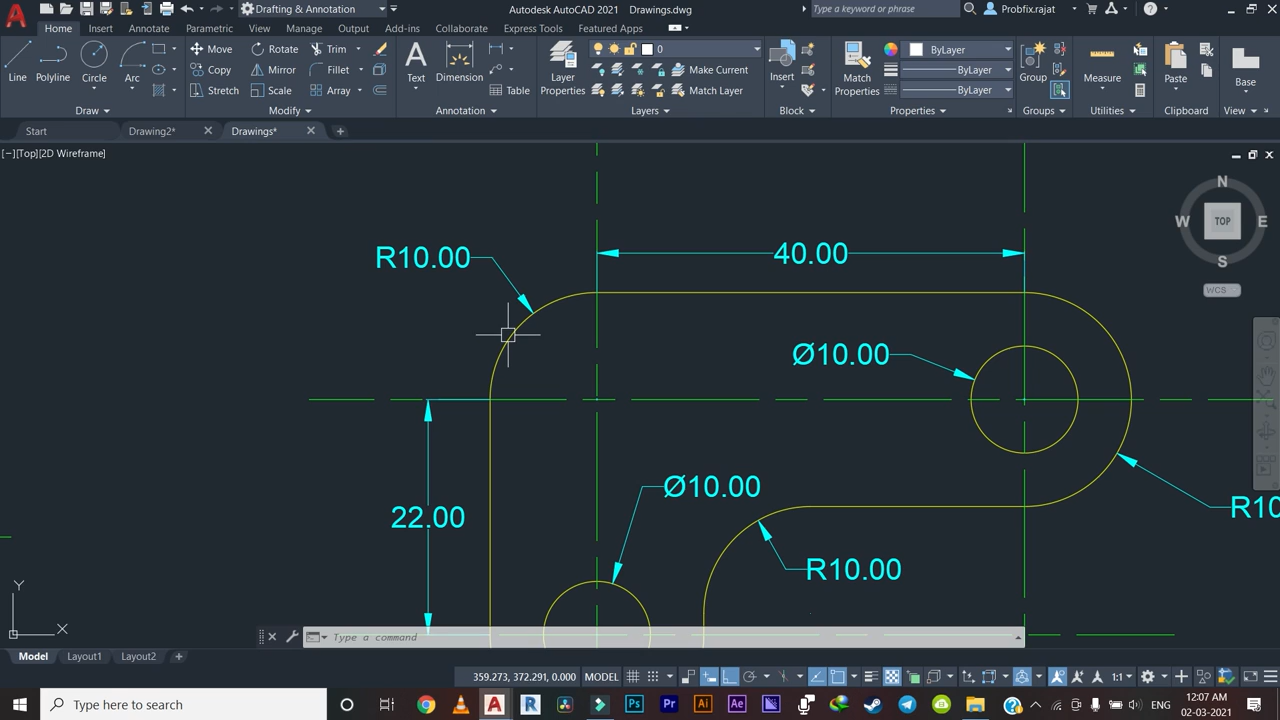 Drafting & Annotation
Autodesk AutoCAD 2021 Drawings.dwg
Type a keyword or phrase
Probfix.rajat
Home Insert Annotate Parametric View Manage Output Add-ins Collaborate Express Tools Featured Apps
Line Polyline Circle Arc
Move Rotate Trim
Copy Mirror Fillet
Stretch Scale Array
Text Dimension Table
Layer Properties
0
Make Current
Match Layer
Insert
Match Properties
ByLayer
ByLayer
ByLayer
Group
Measure
Paste
Base
Draw Modify Annotation Layers Block Properties Groups Utilities Clipboard View
Start Drawing2* Drawings*
[−][Top][2D Wireframe]
N
W TOP E
S
WCS
R10.00
40.00
Ø10.00
Ø10.00
22.00
R10
R10.00
Y
X
Type a command
Model Layout1 Layout2
359.273, 372.291, 0.000 MODEL
1:1
Type here to search
Ps Pr Ai Ae
ENG
12:07 AM
02-03-2021